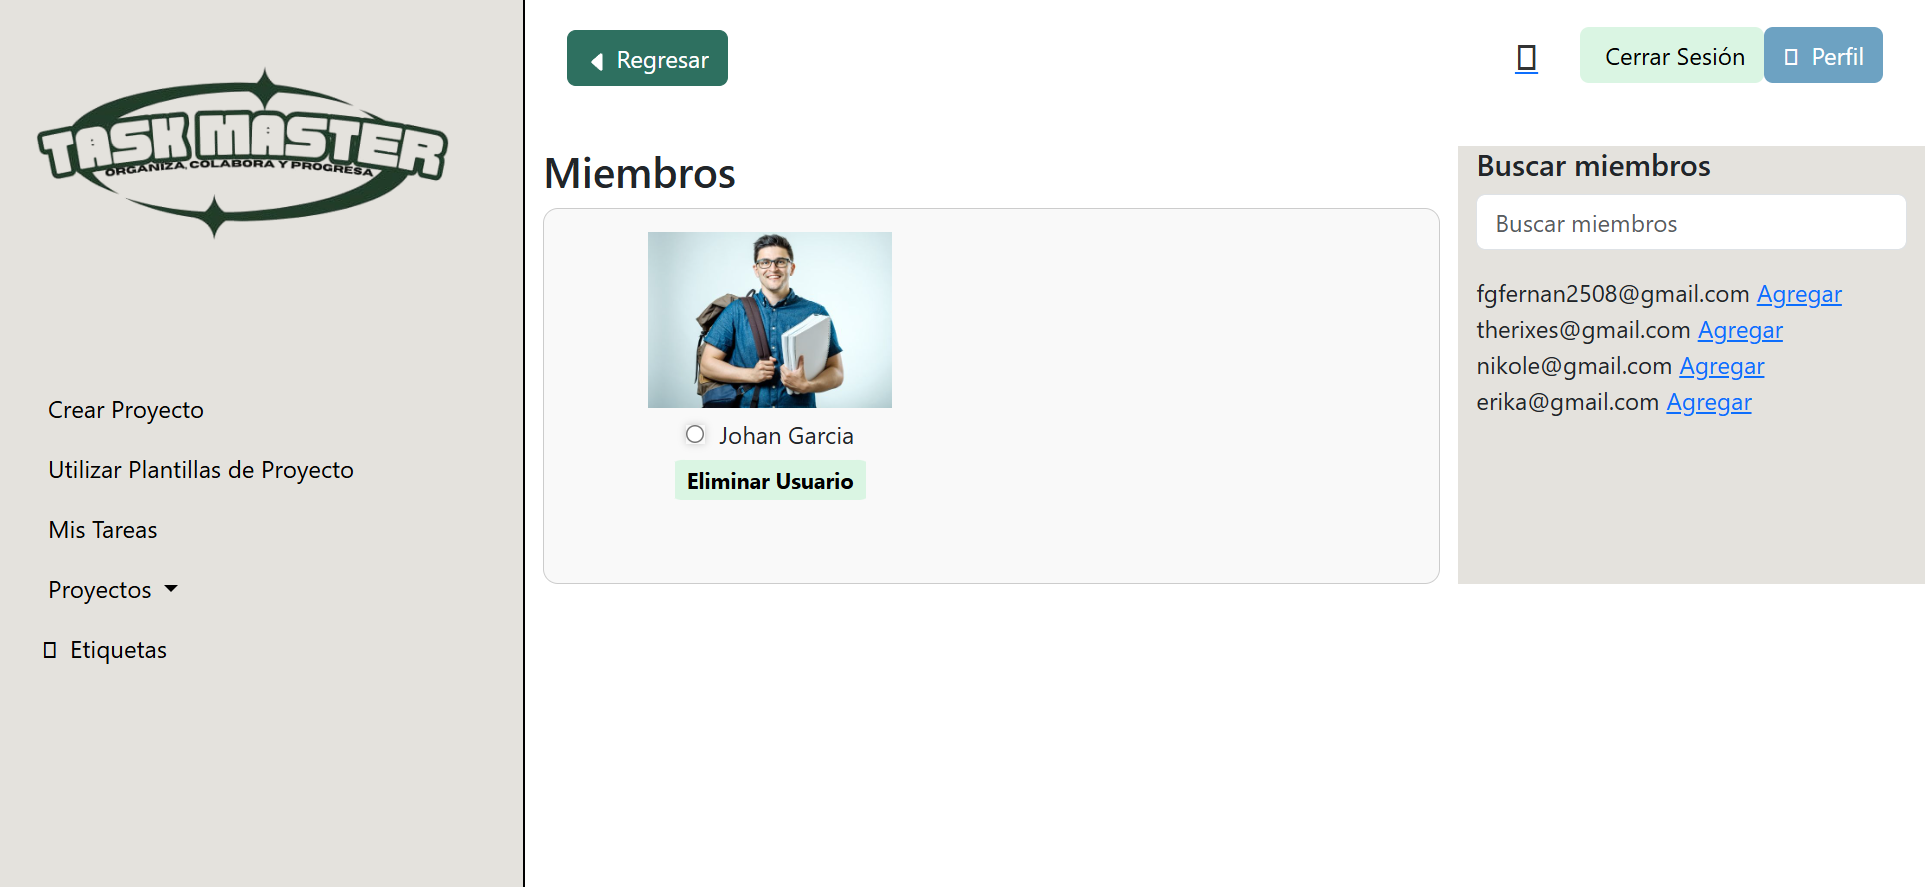 TASK MASTER
ORGANIZA, COLABORA Y PROGRESA
Crear Proyecto
Utilizar Plantillas de Proyecto
Mis Tareas
Proyectos
Etiquetas
Regresar
Cerrar Sesión
Perfil
Miembros
Johan Garcia
Eliminar Usuario
Buscar miembros
Buscar miembros
fgfernan2508@gmail.com Agregar
therixes@gmail.com Agregar
nikole@gmail.com Agregar
erika@gmail.com Agregar